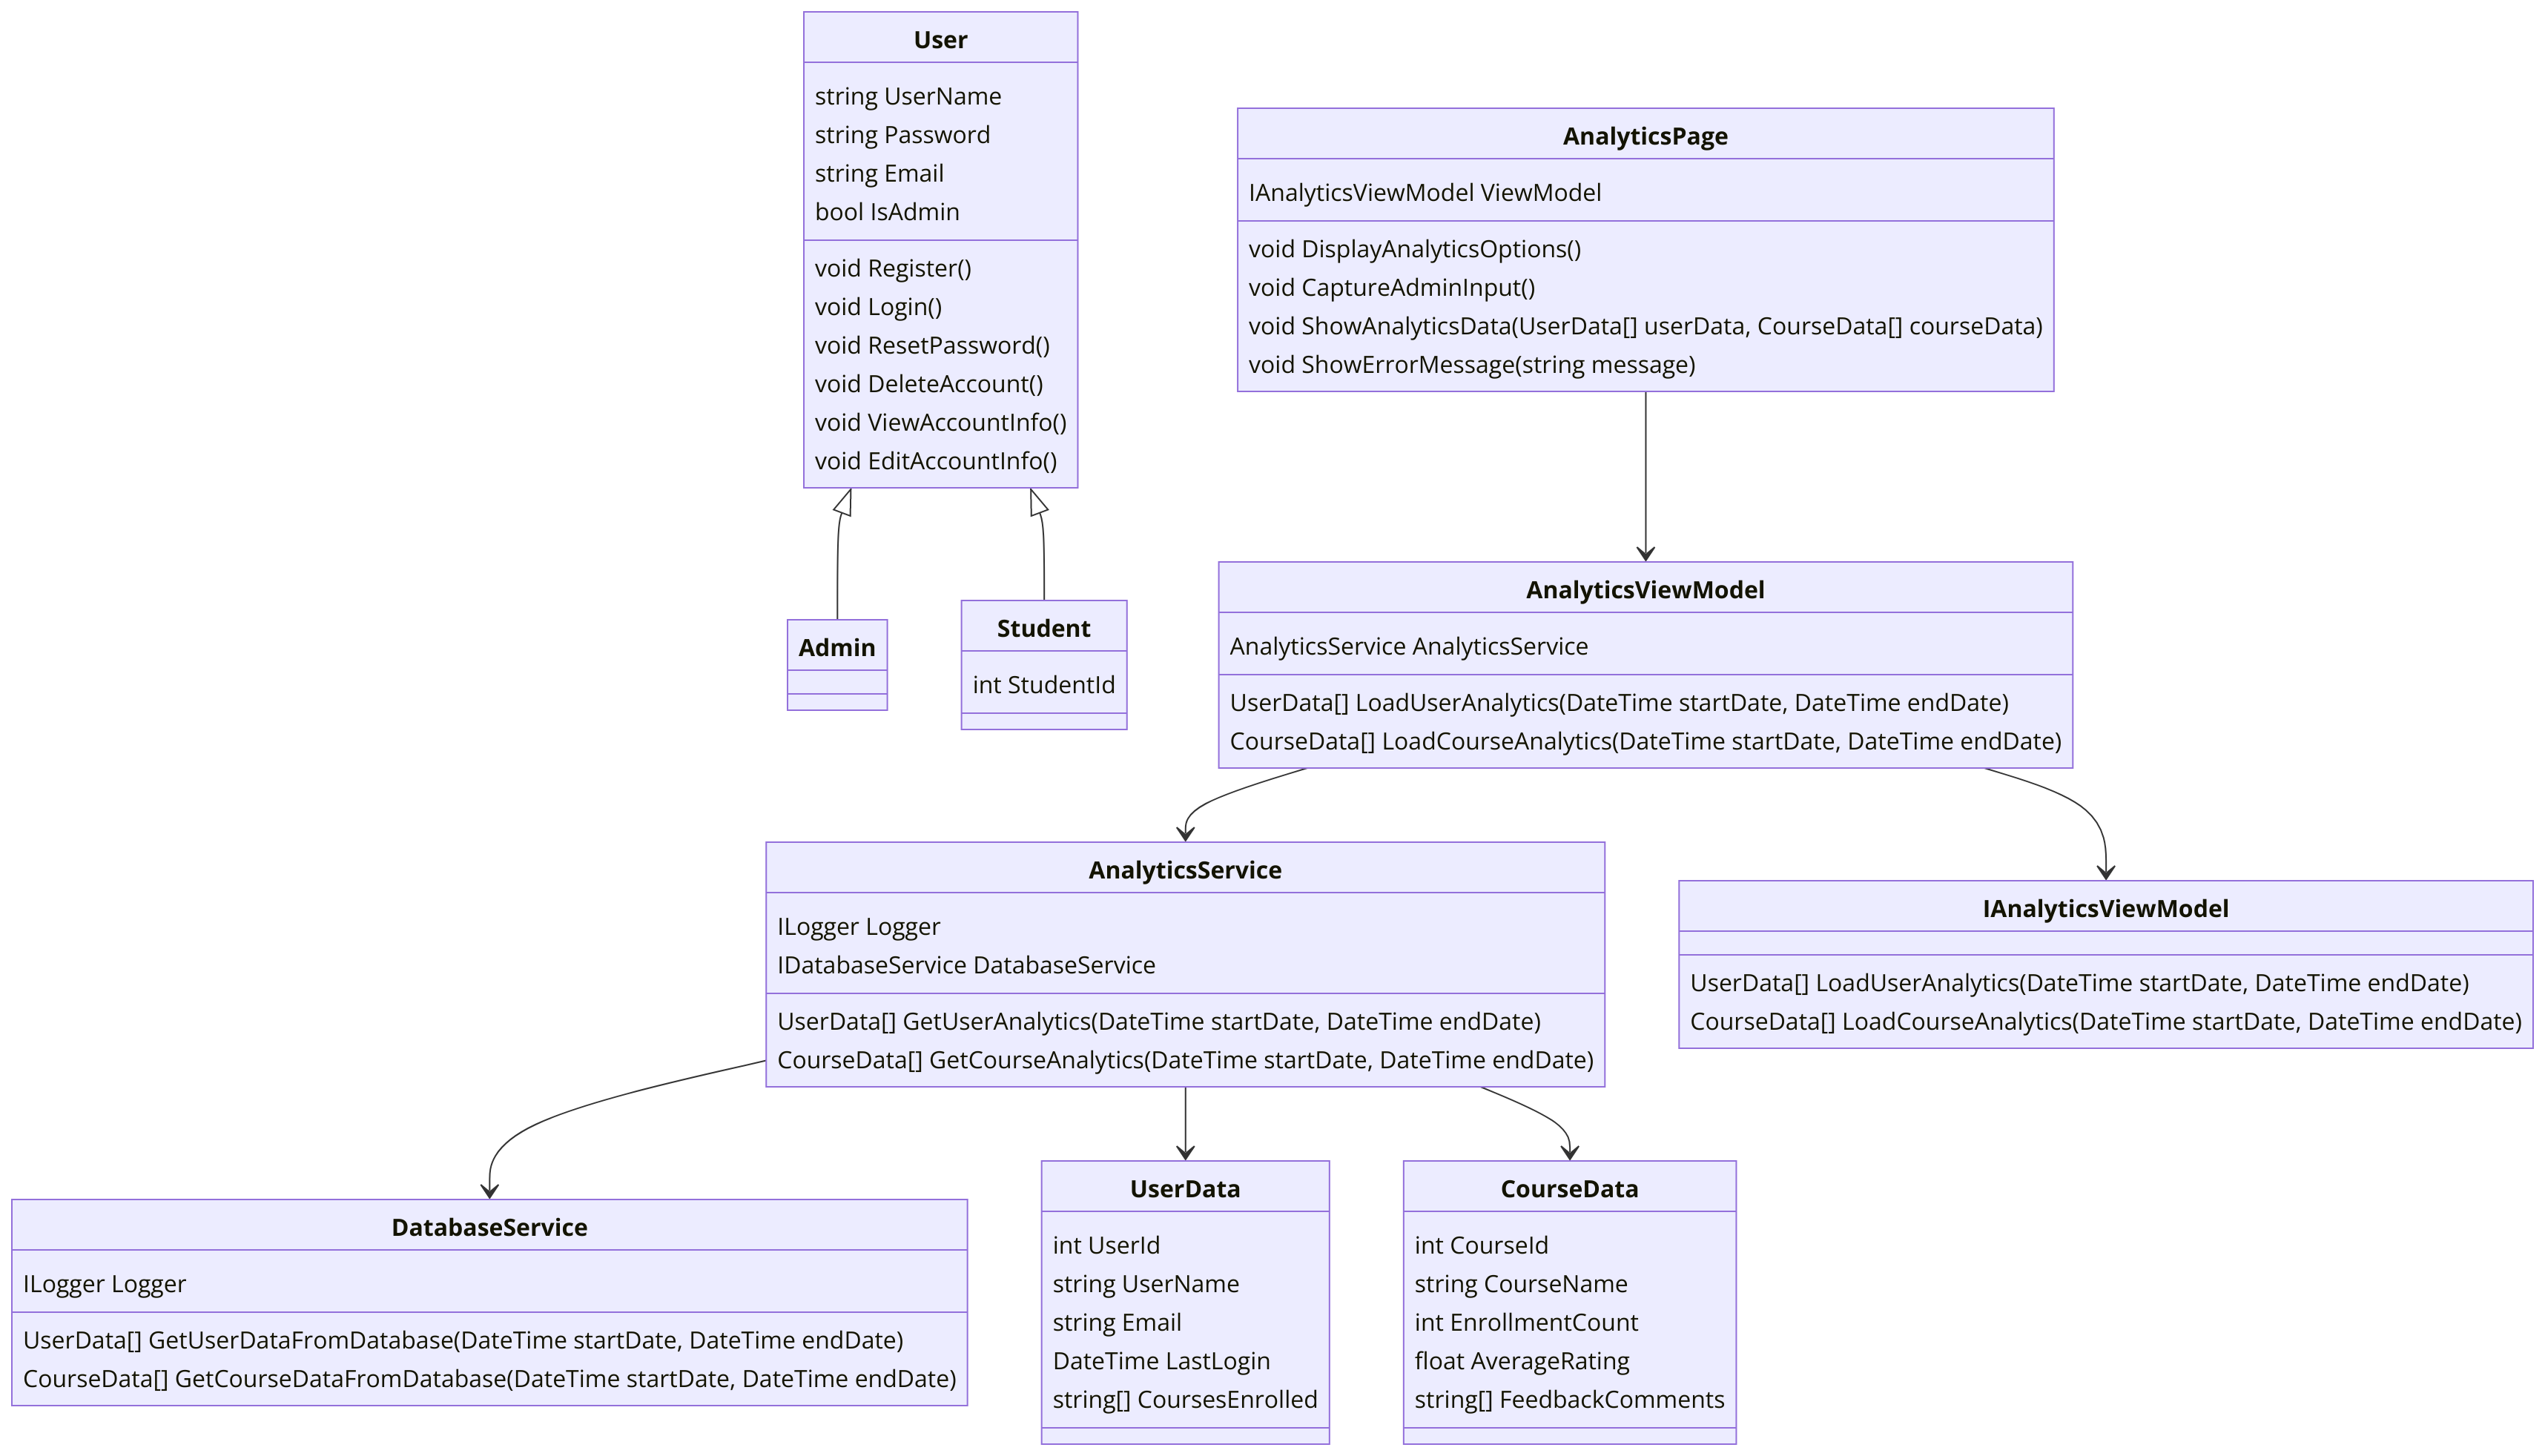 User
string UserName
string Password
string Email
bool IsAdmin
void Register()
void Login()
void ResetPassword()
void DeleteAccount()
void ViewAccountInfo()
void EditAccountInfo()
AnalyticsPage
IAnalyticsViewModel ViewModel
void DisplayAnalyticsOptions()
void CaptureAdminInput()
void ShowAnalyticsData(UserData[] userData, CourseData[] courseData)
void ShowErrorMessage(string message)
Admin
Student
int StudentId
AnalyticsViewModel
AnalyticsService AnalyticsService
UserData[] LoadUserAnalytics(DateTime startDate, DateTime endDate)
CourseData[] LoadCourseAnalytics(DateTime startDate, DateTime endDate)
AnalyticsService
ILogger Logger
IDatabaseService DatabaseService
UserData[] GetUserAnalytics(DateTime startDate, DateTime endDate)
CourseData[] GetCourseAnalytics(DateTime startDate, DateTime endDate)
IAnalyticsViewModel
UserData[] LoadUserAnalytics(DateTime startDate, DateTime endDate)
CourseData[] LoadCourseAnalytics(DateTime startDate, DateTime endDate)
DatabaseService
ILogger Logger
UserData[] GetUserDataFromDatabase(DateTime startDate, DateTime endDate)
CourseData[] GetCourseDataFromDatabase(DateTime startDate, DateTime endDate)
UserData
int UserId
string UserName
string Email
DateTime LastLogin
string[] CoursesEnrolled
CourseData
int CourseId
string CourseName
int EnrollmentCount
float AverageRating
string[] FeedbackComments